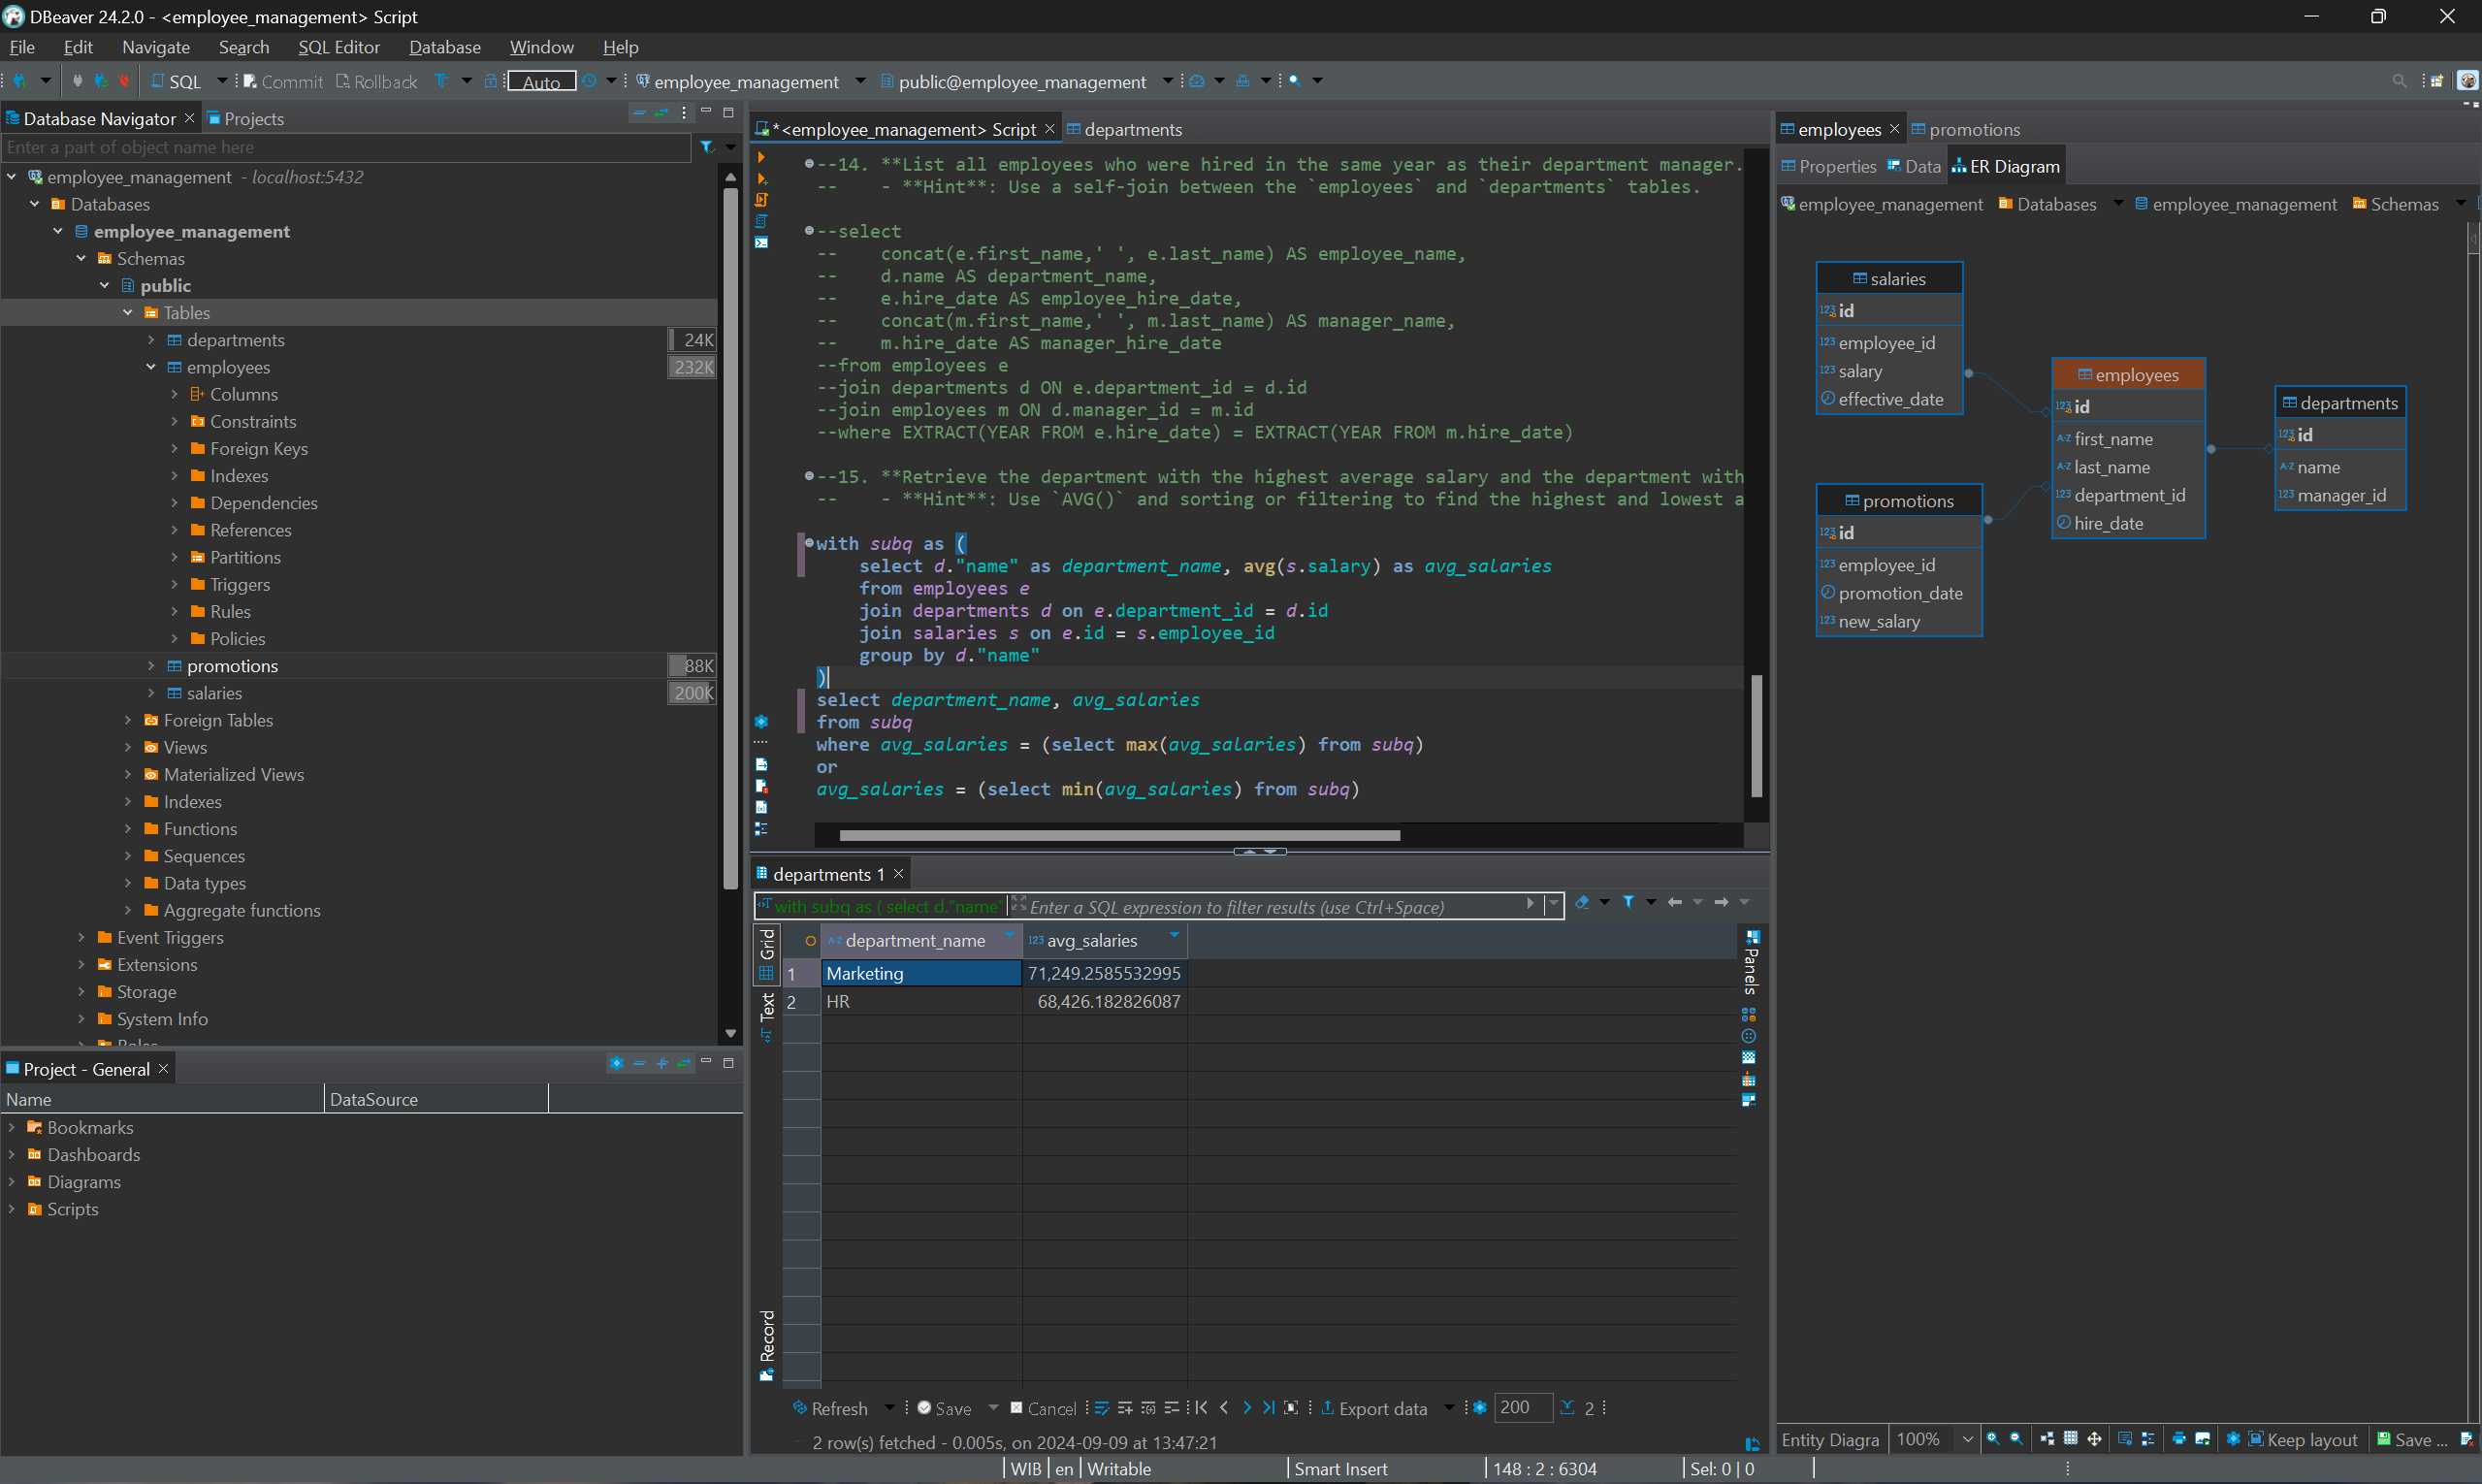 DBeaver 24.2.0 - <employee_management> Script
File Edit Navigate Search SQL Editor Database Window Help
SQL Commit Rollback Auto employee_management public@employee_management
Database Navigator Projects
Enter a part of object name here
employee_management - localhost:5432
Databases
employee_management
Schemas
public
Tables
departments 24K
employees 232K
Columns
Constraints
Foreign Keys
Indexes
Dependencies
References
Partitions
Triggers
Rules
Policies
promotions 88K
salaries 200K
Foreign Tables
Views
Materialized Views
Indexes
Functions
Sequences
Data types
Aggregate functions
Event Triggers
Extensions
Storage
System Info
Roles
Project - General
Name DataSource
Bookmarks
Dashboards
Diagrams
Scripts
*<employee_management> Script departments
--14. **List all employees who were hired in the same year as their department manager.
-- - **Hint**: Use a self-join between the `employees` and `departments` tables.
--select
-- concat(e.first_name,' ', e.last_name) AS employee_name,
-- d.name AS department_name,
-- e.hire_date AS employee_hire_date,
-- concat(m.first_name,' ', m.last_name) AS manager_name,
-- m.hire_date AS manager_hire_date
--from employees e
--join departments d ON e.department_id = d.id
--join employees m ON d.manager_id = m.id
--where EXTRACT(YEAR FROM e.hire_date) = EXTRACT(YEAR FROM m.hire_date)
--15. **Retrieve the department with the highest average salary and the department with
-- - **Hint**: Use `AVG()` and sorting or filtering to find the highest and lowest a
with subq as (
select d."name" as department_name, avg(s.salary) as avg_salaries
from employees e
join departments d on e.department_id = d.id
join salaries s on e.id = s.employee_id
group by d."name"
)
select department_name, avg_salaries
from subq
where avg_salaries = (select max(avg_salaries) from subq)
or
avg_salaries = (select min(avg_salaries) from subq)
departments 1
with subq as ( select d."name" Enter a SQL expression to filter results (use Ctrl+Space)
Grid
Text
Record
department_name 123 avg_salaries
1 Marketing 71,249.2585532995
2 HR 68,426.182826087
Panels
Refresh Save Cancel Export data 200 2
2 row(s) fetched - 0.005s, on 2024-09-09 at 13:47:21
employees promotions
Properties Data ER Diagram
employee_management Databases employee_management Schemas
salaries
123 id
123 employee_id
123 salary
effective_date
promotions
123 id
123 employee_id
promotion_date
123 new_salary
employees
123 id
A-Z first_name
A-Z last_name
123 department_id
hire_date
departments
123 id
A-Z name
123 manager_id
Entity Diagra 100% Keep layout Save ...
WIB en Writable Smart Insert 148 : 2 : 6304 Sel: 0 | 0